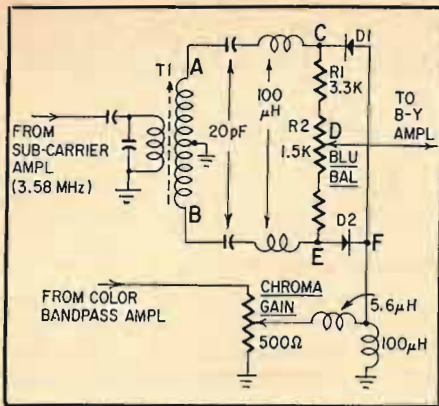 C
D1
A
T1
R1
3.3K
100
µH
TO
B-Y
AMPL
FROM
SUB-CARRIER
AMPL
(3.58 MHz)
20pF
R2
D
1.5K
BLU
BAL
B
D2
E
F
FROM COLOR
BANDPASS AMPL
CHROMA
GAIN
5.6µH
500Ω
100µH